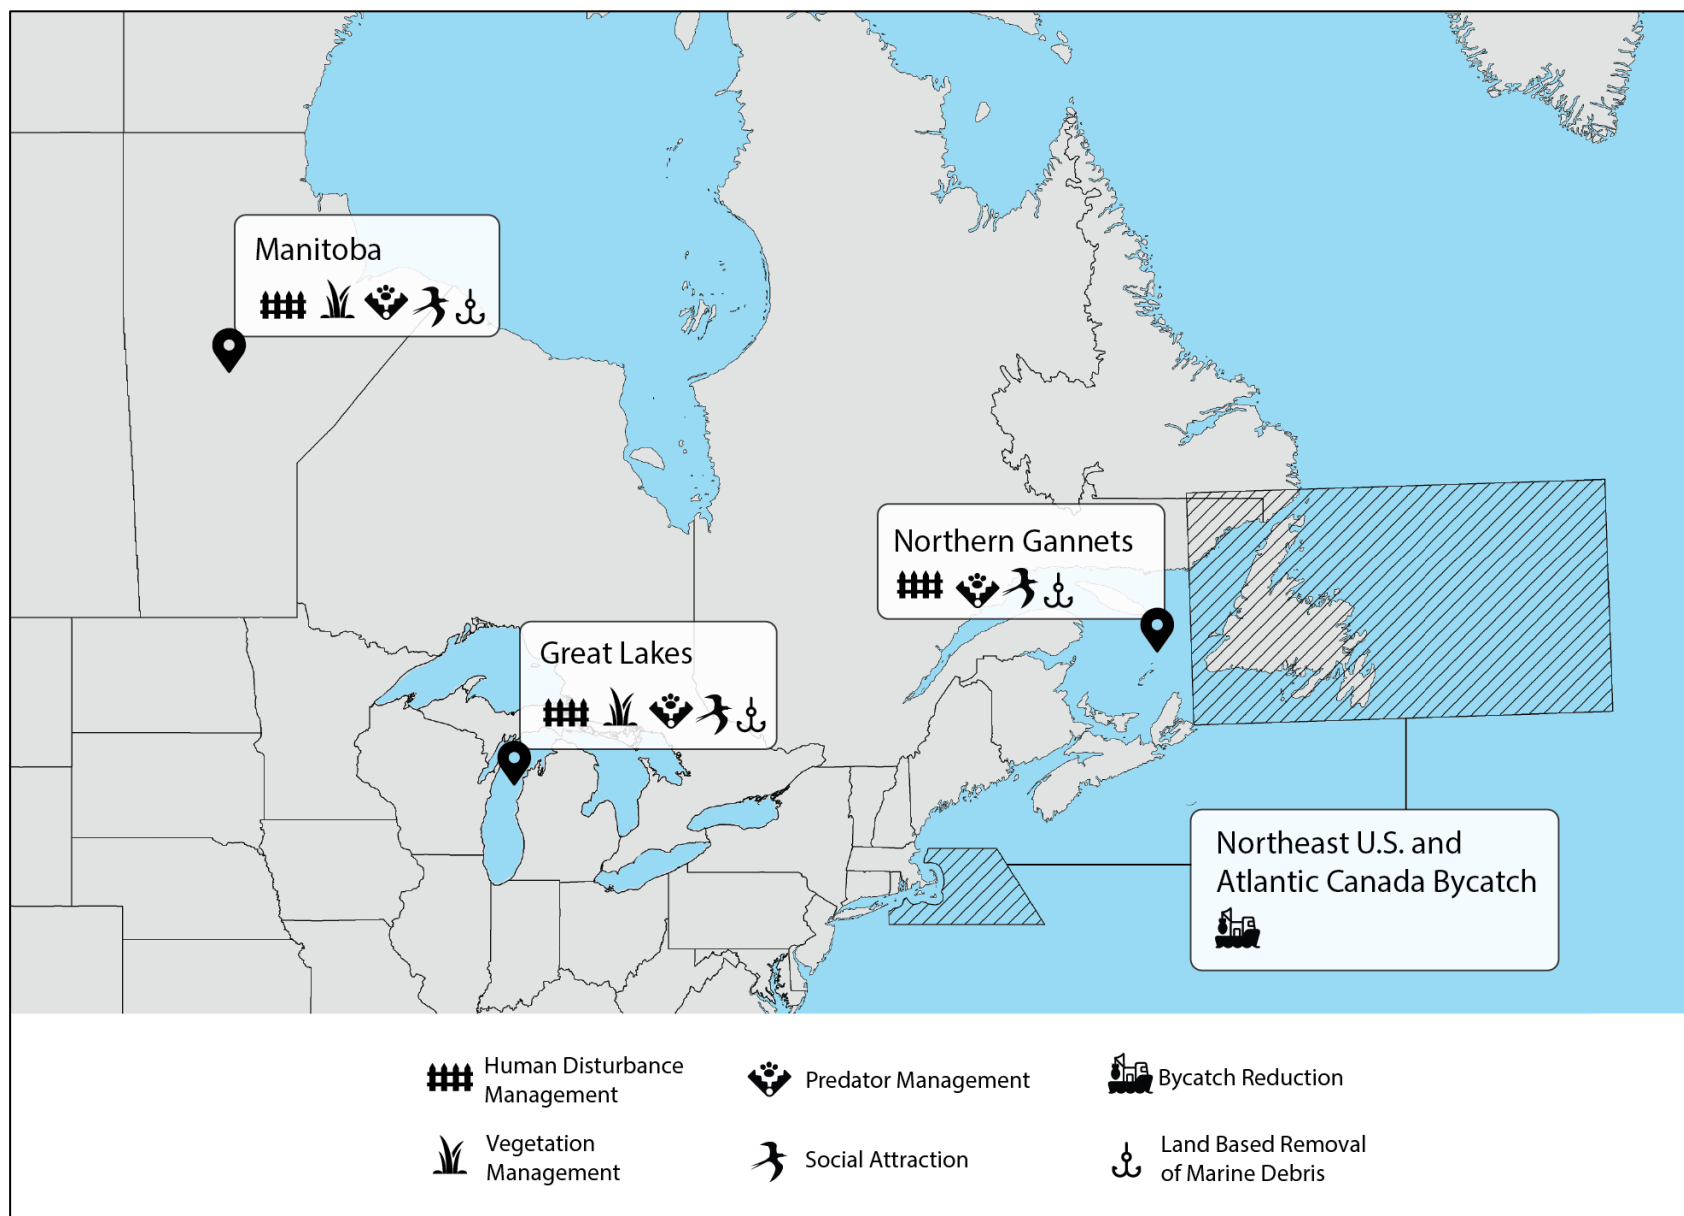 Manitoba
Northern Gannets
Great Lakes
Northeast U.S. and
Atlantic Canada Bycatch
Human Disturbance
Management
Predator Management
Bycatch Reduction
Vegetation
Management
Social Attraction
Land Based Removal
of Marine Debris